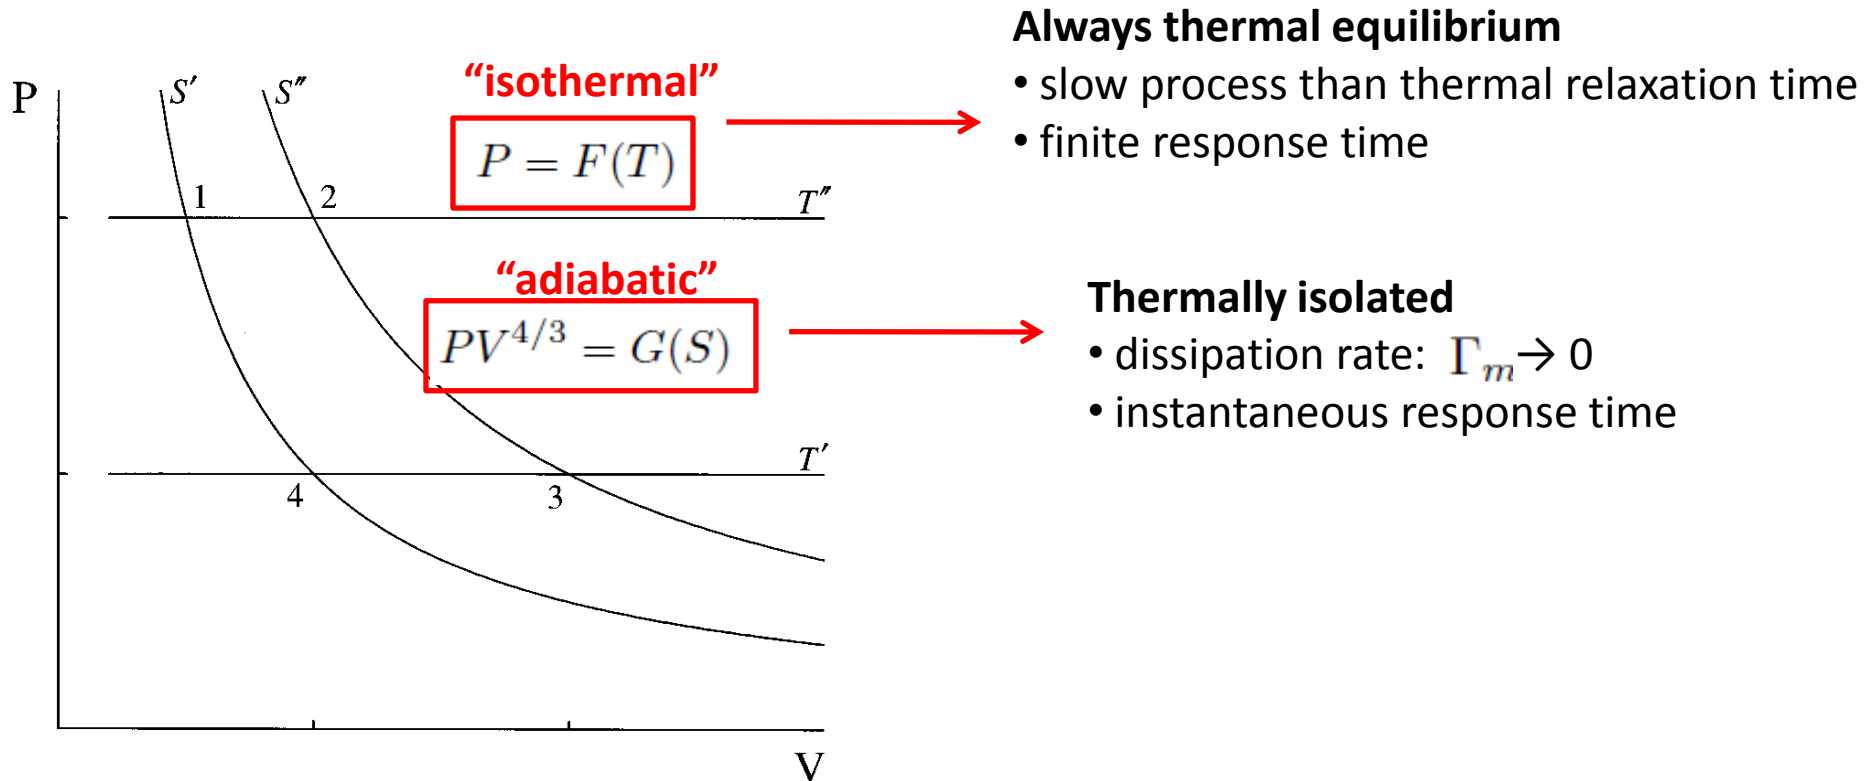 Always thermal equilibrium
• slow process than thermal relaxation time
• finite response time
“isothermal”
P = F(T)
P
S′
S″
1
2
T″
“adiabatic”
PV^{4/3} = G(S)
Thermally isolated
• dissipation rate: Γ_m → 0
• instantaneous response time
T′
4
3
V